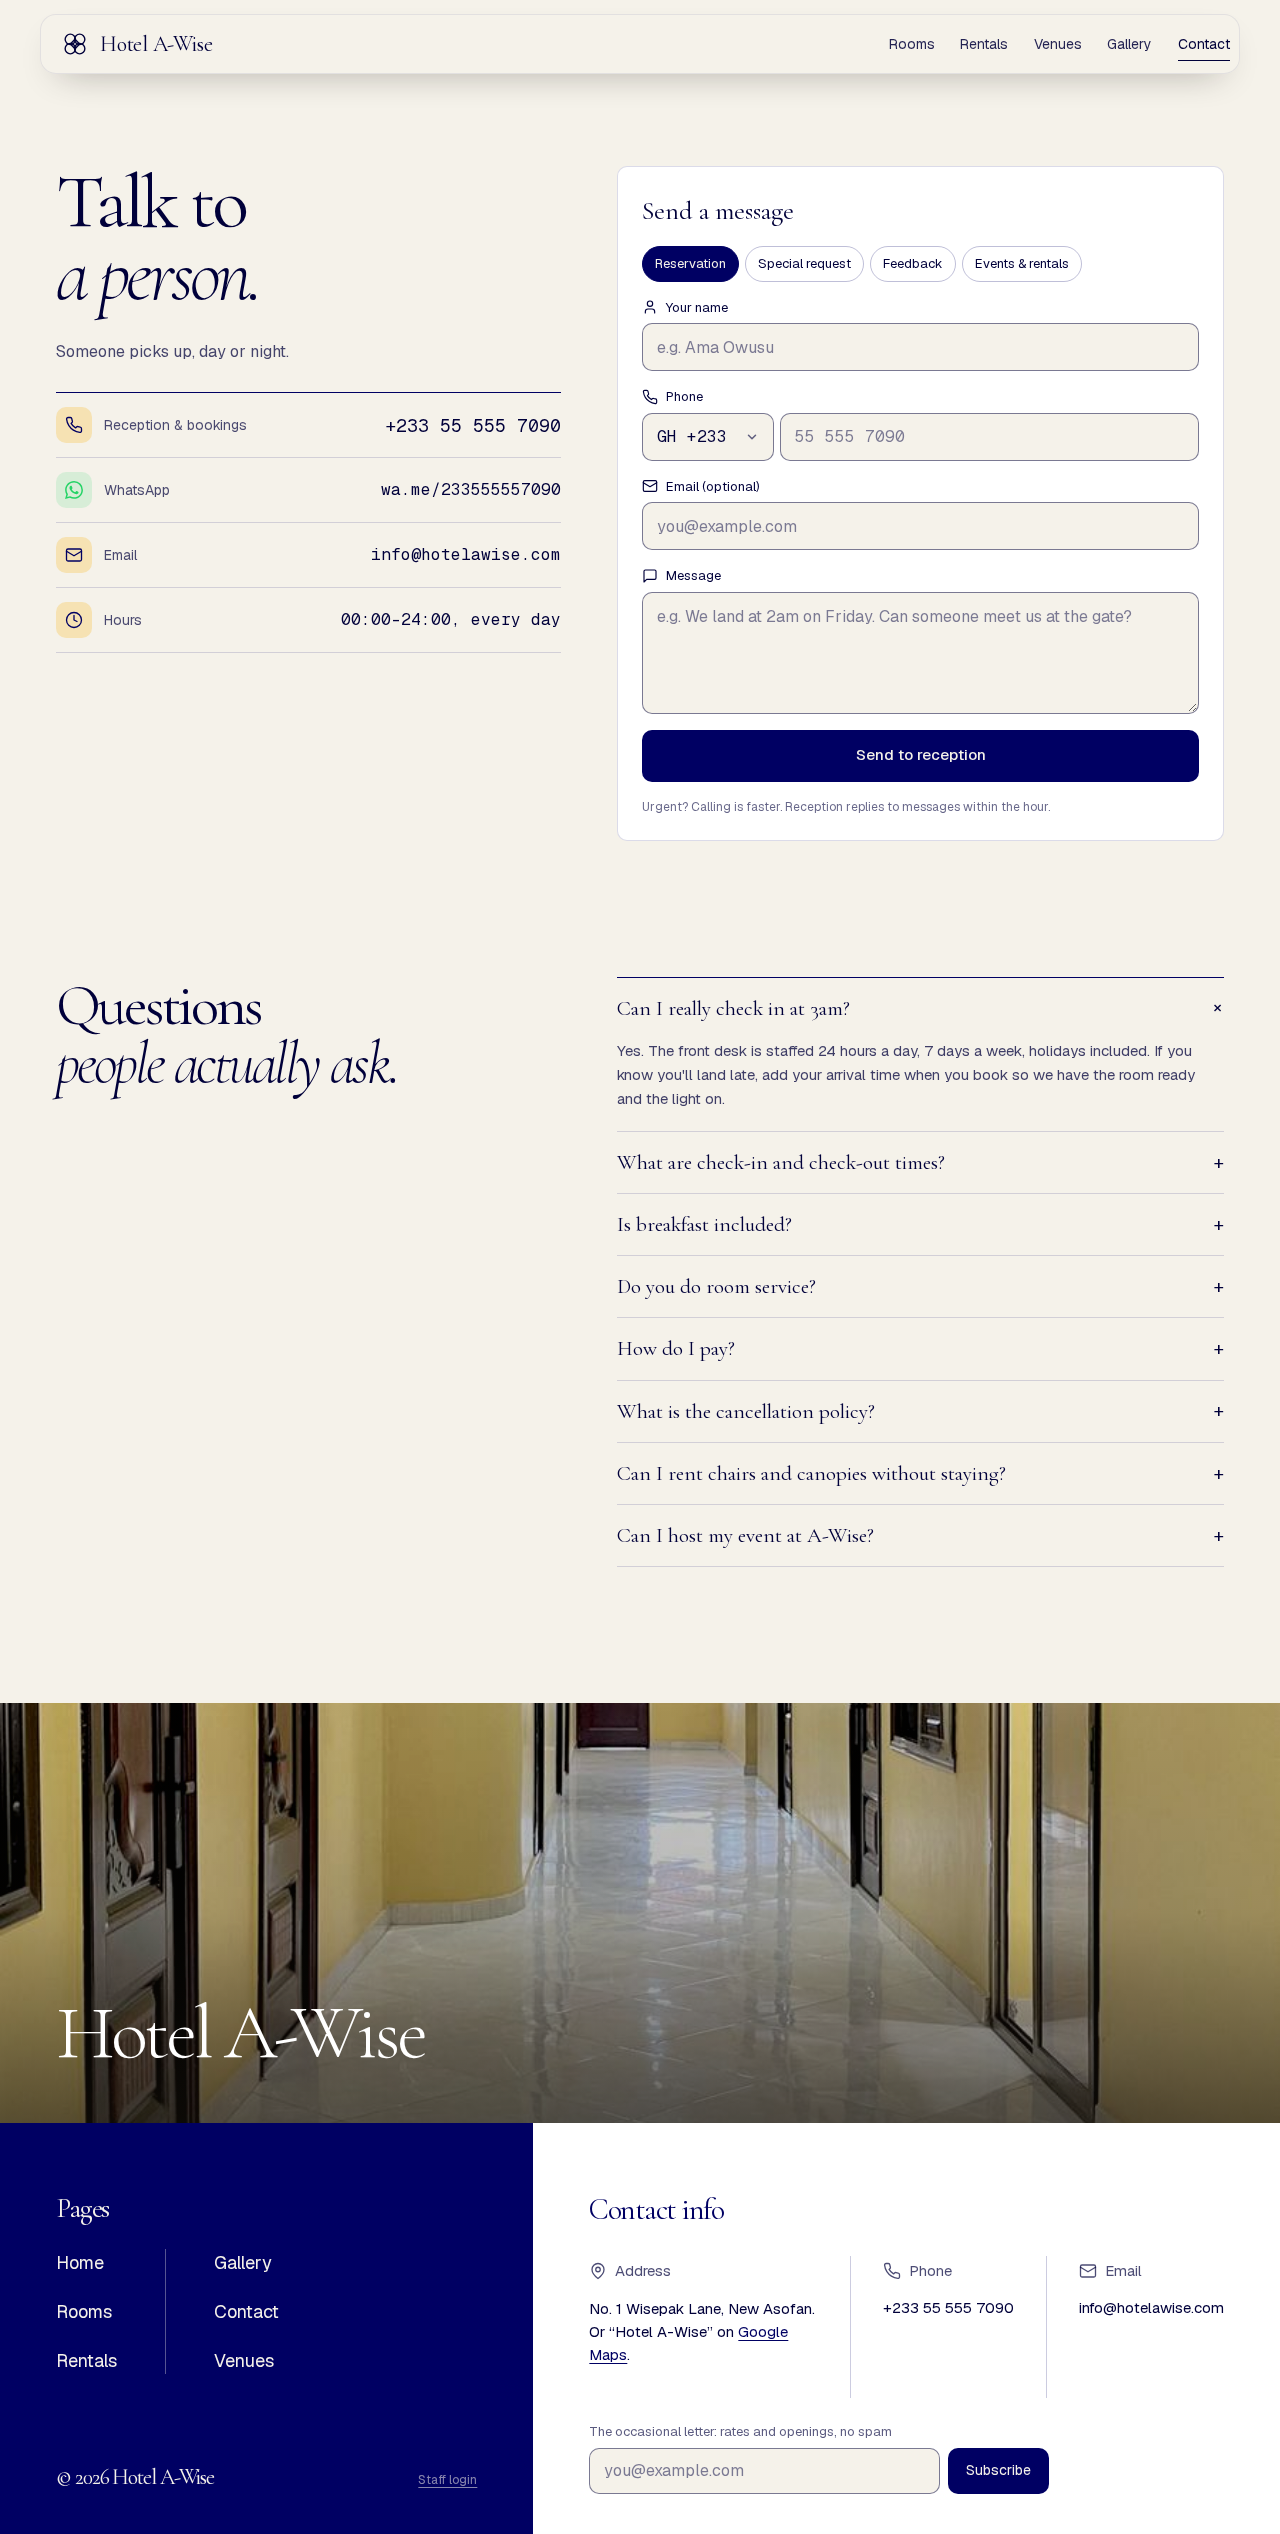 Hotel A-Wise
Rooms
Rentals
Venues
Gallery
Contact
Talk to
a person.
Someone picks up, day or night.
Reception & bookings
+233 55 555 7090
WhatsApp
wa.me/233555557090
Email
info@hotelawise.com
Hours
00:00–24:00, every day
Send a message
Reservation
Special request
Feedback
Events & rentals
Your name
e.g. Ama Owusu
Phone
GH +233
55 555 7090
Email (optional)
you@example.com
Message
e.g. We land at 2am on Friday. Can someone meet us at the gate?
Send to reception
Urgent? Calling is faster. Reception replies to messages within the hour.
Questions
people actually ask.
Can I really check in at 3am?
Yes. The front desk is staffed 24 hours a day, 7 days a week, holidays included. If you
know you'll land late, add your arrival time when you book so we have the room ready
and the light on.
What are check-in and check-out times?
+
Is breakfast included?
+
Do you do room service?
+
How do I pay?
+
What is the cancellation policy?
+
Can I rent chairs and canopies without staying?
+
Can I host my event at A-Wise?
+
Hotel A-Wise
Pages
Home
Rooms
Rentals
Gallery
Contact
Venues
© 2026 Hotel A-Wise
Staff login
Contact info
Address
No. 1 Wisepak Lane, New Asofan.
Or “Hotel A-Wise” on Google
Maps.
Phone
+233 55 555 7090
Email
info@hotelawise.com
The occasional letter: rates and openings, no spam
you@example.com
Subscribe